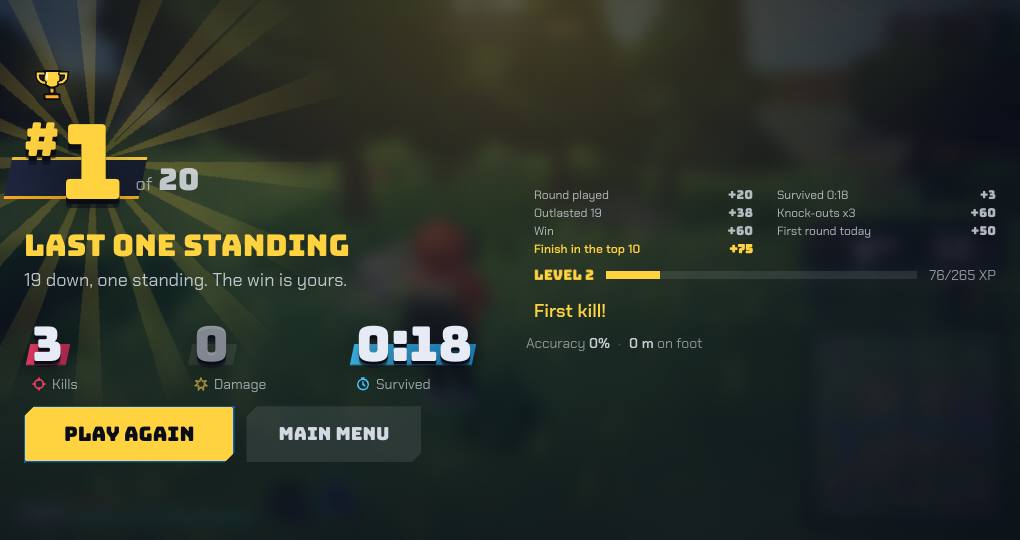 #1 of 20
LAST ONE STANDING
19 down, one standing. The win is yours.
3 0 0:18
Kills Damage Survived
PLAY AGAIN MAIN MENU
Round played +20 Survived 0:18 +3
Outlasted 19 +38 Knock-outs x3 +60
Win +60 First round today +50
Finish in the top 10 +75
LEVEL 2 76/265 XP
First kill!
Accuracy 0% · 0 m on foot